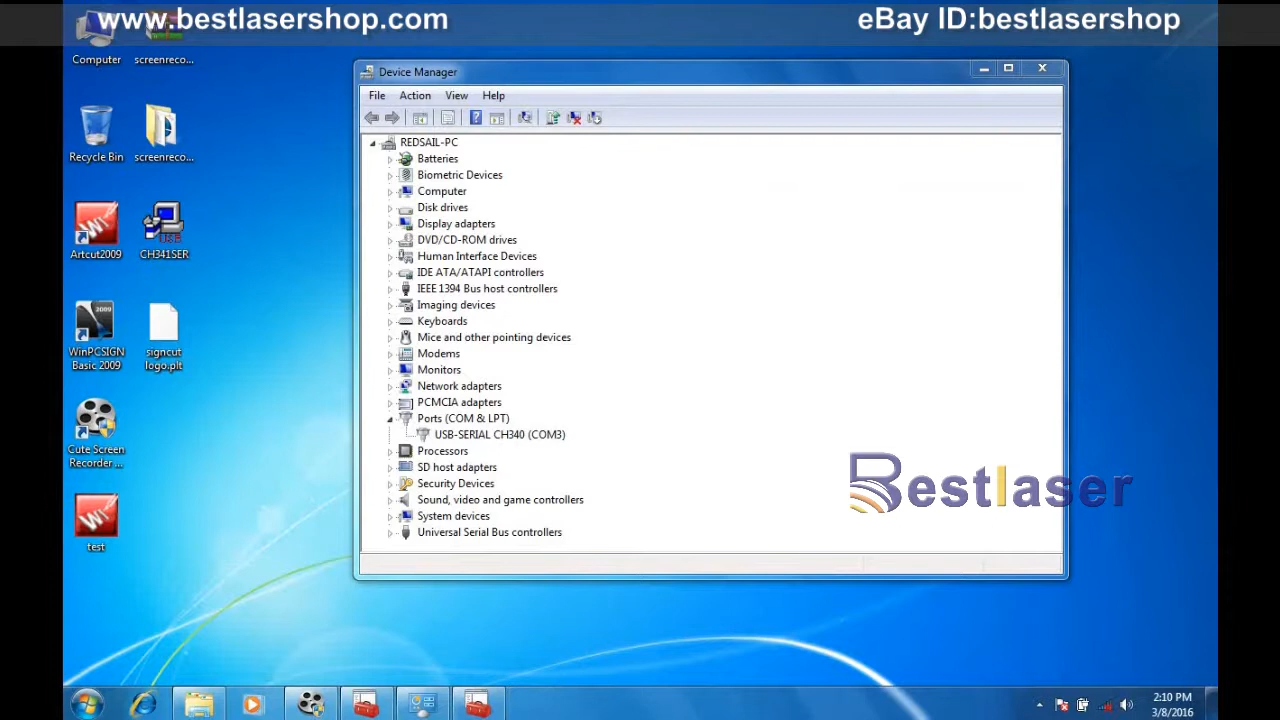 www.bestlasershop.com
eBay ID:bestlasershop
Computer
screenreco...
Recycle Bin
screenreco...
Artcut2009
CH341SER
USB
2009
WinPCSIGN
Basic 2009
signcut
logo.plt
Cute Screen
Recorder ...
test
Device Manager
File Action View Help
REDSAIL-PC
Batteries
Biometric Devices
Computer
Disk drives
Display adapters
DVD/CD-ROM drives
Human Interface Devices
IDE ATA/ATAPI controllers
IEEE 1394 Bus host controllers
Imaging devices
Keyboards
Mice and other pointing devices
Modems
Monitors
Network adapters
PCMCIA adapters
Ports (COM & LPT)
USB-SERIAL CH340 (COM3)
Processors
SD host adapters
Security Devices
Sound, video and game controllers
System devices
Universal Serial Bus controllers
Bestlaser
2:10 PM
3/8/2016